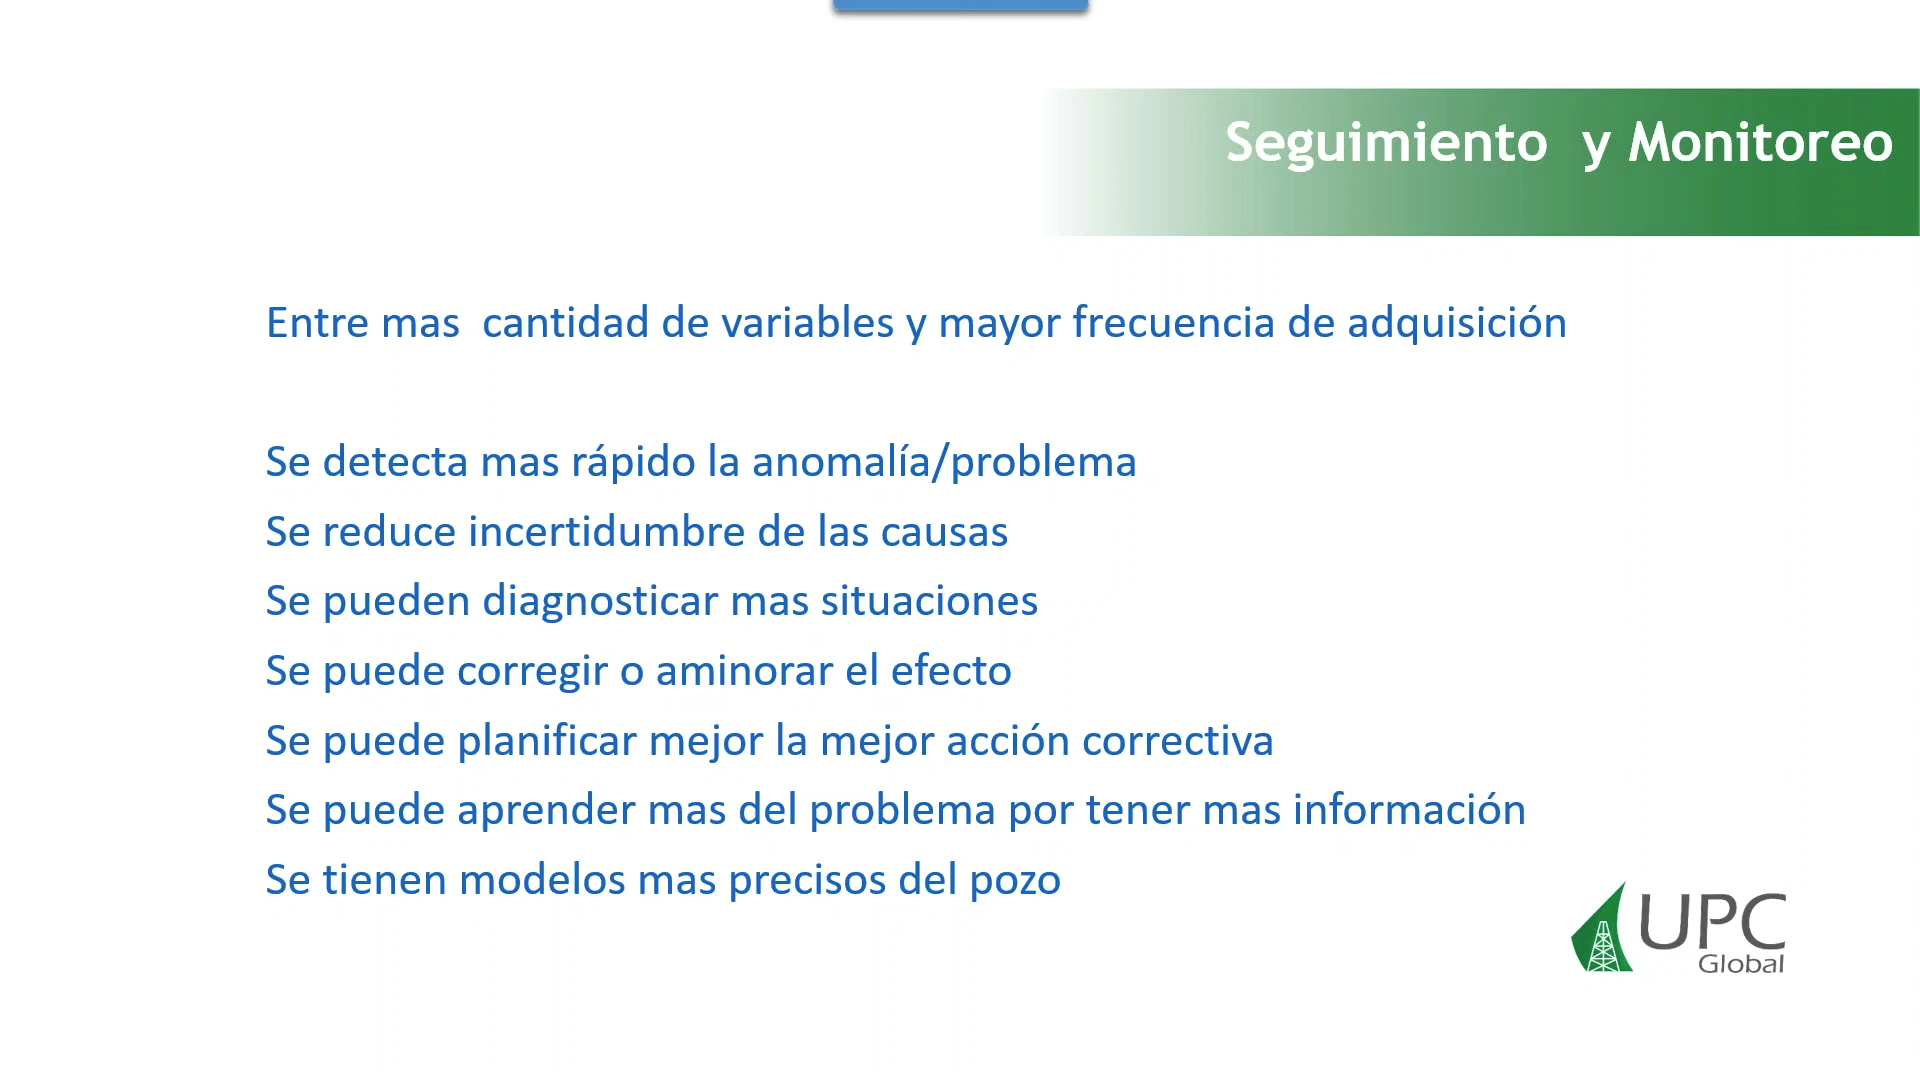 Seguimiento y Monitoreo
Entre mas cantidad de variables y mayor frecuencia de adquisición
Se detecta mas rápido la anomalía/problema
Se reduce incertidumbre de las causas
Se pueden diagnosticar mas situaciones
Se puede corregir o aminorar el efecto
Se puede planificar mejor la mejor acción correctiva
Se puede aprender mas del problema por tener mas información
Se tienen modelos mas precisos del pozo
UPC
Global